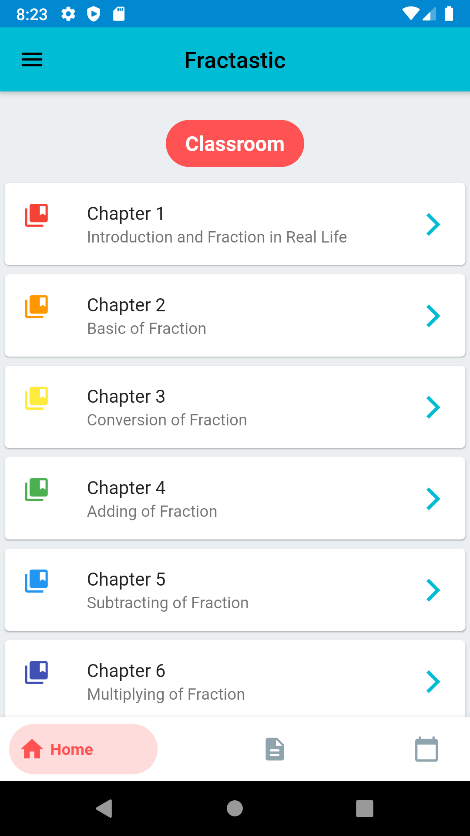 8:23
Fractastic
Classroom
Chapter 1
Introduction and Fraction in Real Life
Chapter 2
Basic of Fraction
Chapter 3
Conversion of Fraction
Chapter 4
Adding of Fraction
Chapter 5
Subtracting of Fraction
Chapter 6
Multiplying of Fraction
Home